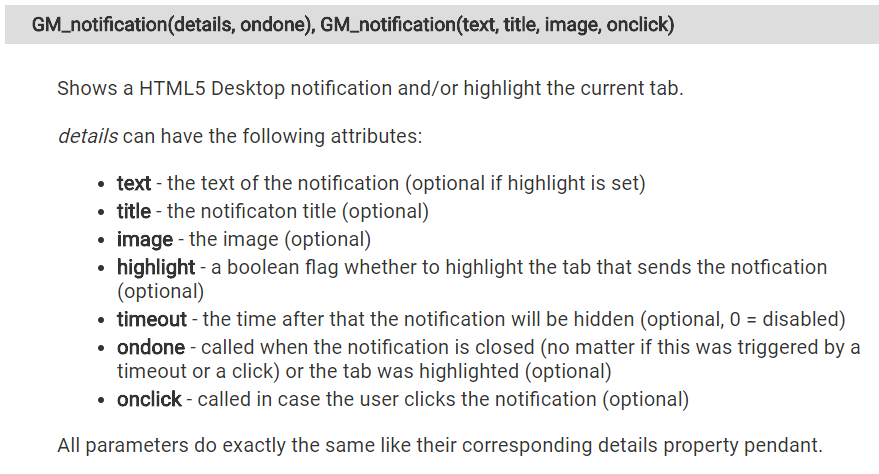 GM_notification(details, ondone), GM_notification(text, title, image, onclick)
Shows a HTML5 Desktop notification and/or highlight the current tab.
details can have the following attributes:
• text - the text of the notification (optional if highlight is set)
• title - the notificaton title (optional)
• image - the image (optional)
• highlight - a boolean flag whether to highlight the tab that sends the notfication
(optional)
• timeout - the time after that the notification will be hidden (optional, 0 = disabled)
• ondone - called when the notification is closed (no matter if this was triggered by a
timeout or a click) or the tab was highlighted (optional)
• onclick - called in case the user clicks the notification (optional)
All parameters do exactly the same like their corresponding details property pendant.